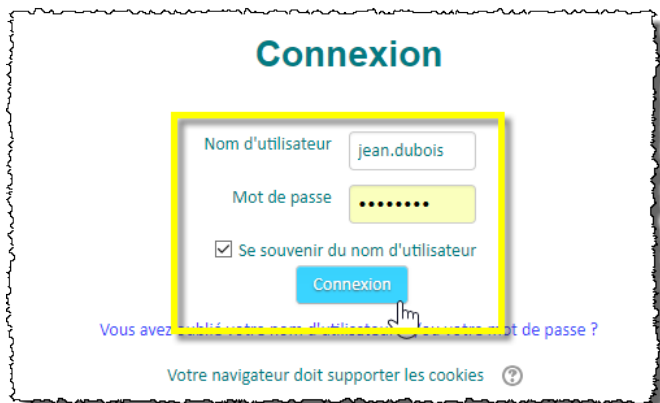 Connexion
Nom d'utilisateur jean.dubois
Mot de passe ••••••••
Se souvenir du nom d'utilisateur
Connexion
Vous avez oublié votre nom d'utilisateur ou votre mot de passe ?
Votre navigateur doit supporter les cookies ?